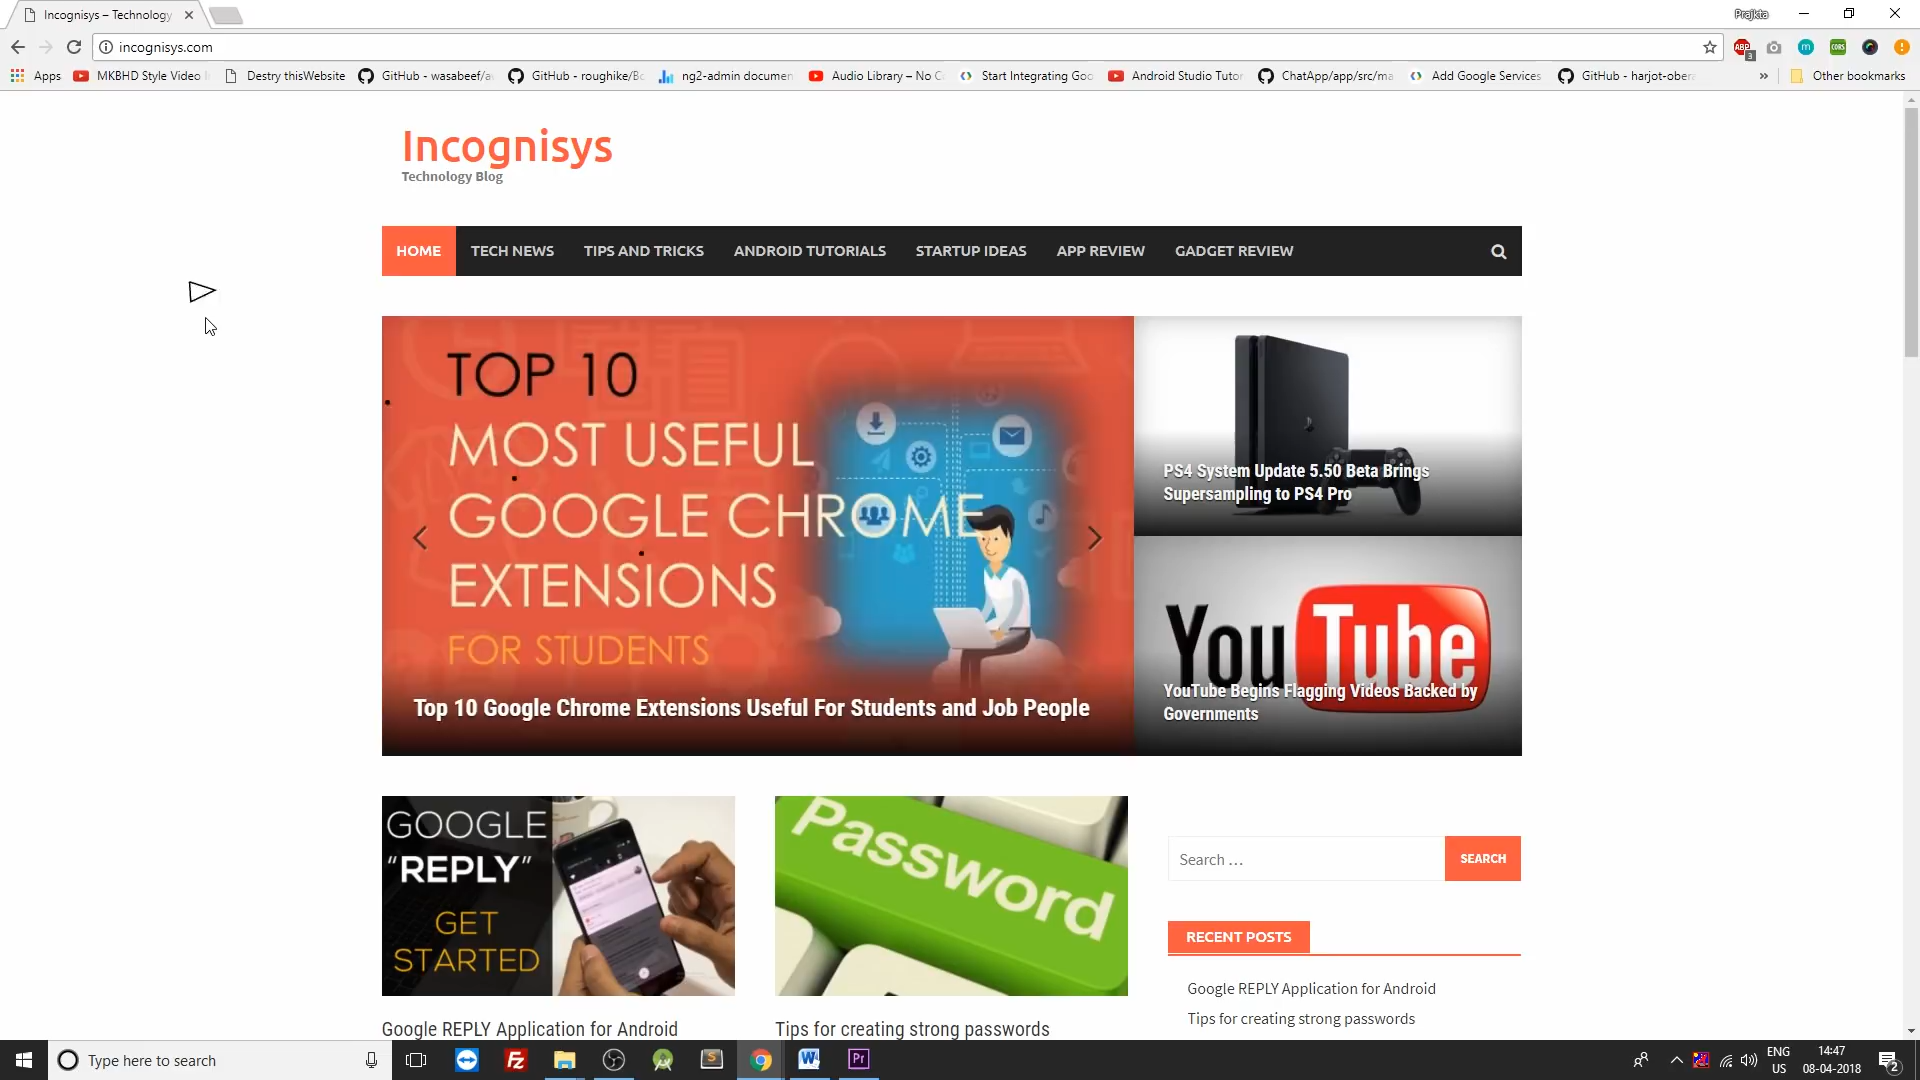 Incognisys – Technology
Prajkta
incognisys.com
ABP
3
m
CORS
Apps
MKBHD Style Video
Destry thisWebsite
GitHub - wasabeef/
GitHub - roughike/Bo
ng2-admin documen
Audio Library – No C
Start Integrating Goo
Android Studio Tutor
ChatApp/app/src/ma
Add Google Services
GitHub - harjot-ober
»
Other bookmarks
Incognisys
Technology Blog
HOME
TECH NEWS
TIPS AND TRICKS
ANDROID TUTORIALS
STARTUP IDEAS
APP REVIEW
GADGET REVIEW
TOP 10
MOST USEFUL
GOOGLE CHROME
EXTENSIONS
FOR STUDENTS
Top 10 Google Chrome Extensions Useful For Students and Job People
PS4 System Update 5.50 Beta Brings
Supersampling to PS4 Pro
YouTube
YouTube Begins Flagging Videos Backed by
Governments
GOOGLE
“REPLY”
GET
STARTED
Password
Search …
SEARCH
RECENT POSTS
Google REPLY Application for Android
Tips for creating strong passwords
Google REPLY Application for Android
Tips for creating strong passwords
Type here to search
Fz
S
W
Pr
ENG
US
14:47
08-04-2018
2